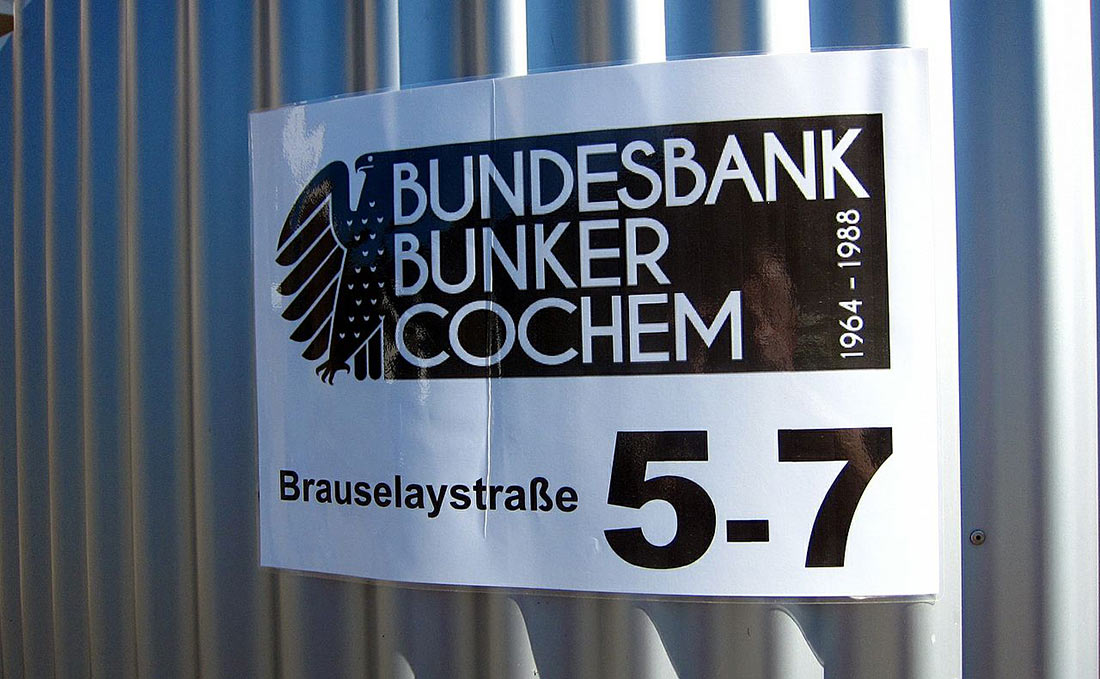 BUNDESBANK
BUNKER
COCHEM
1964 - 1988
Brauselaystraße 5-7